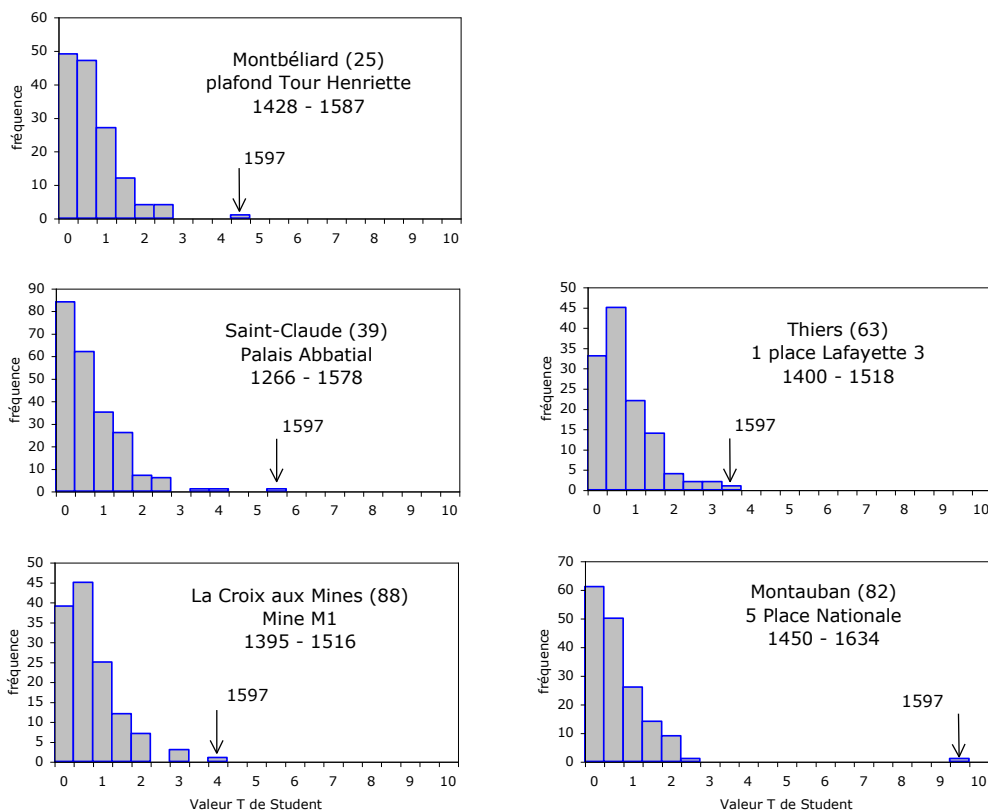 60
50
40
30
20
10
0
fréquence
Montbéliard (25)
plafond Tour Henriette
1428 - 1587
1597
0 1 2 3 4 5 6 7 8 9 10
90
80
70
60
50
40
30
20
10
0
fréquence
Saint-Claude (39)
Palais Abbatial
1266 - 1578
1597
0 1 2 3 4 5 6 7 8 9 10
50
45
40
35
30
25
20
15
10
5
0
fréquence
Thiers (63)
1 place Lafayette 3
1400 - 1518
1597
0 1 2 3 4 5 6 7 8 9 10
50
45
40
35
30
25
20
15
10
5
0
fréquence
La Croix aux Mines (88)
Mine M1
1395 - 1516
1597
0 1 2 3 4 5 6 7 8 9 10
Valeur T de Student
70
60
50
40
30
20
10
0
fréquence
Montauban (82)
5 Place Nationale
1450 - 1634
1597
0 1 2 3 4 5 6 7 8 9 10
Valeur T de Student